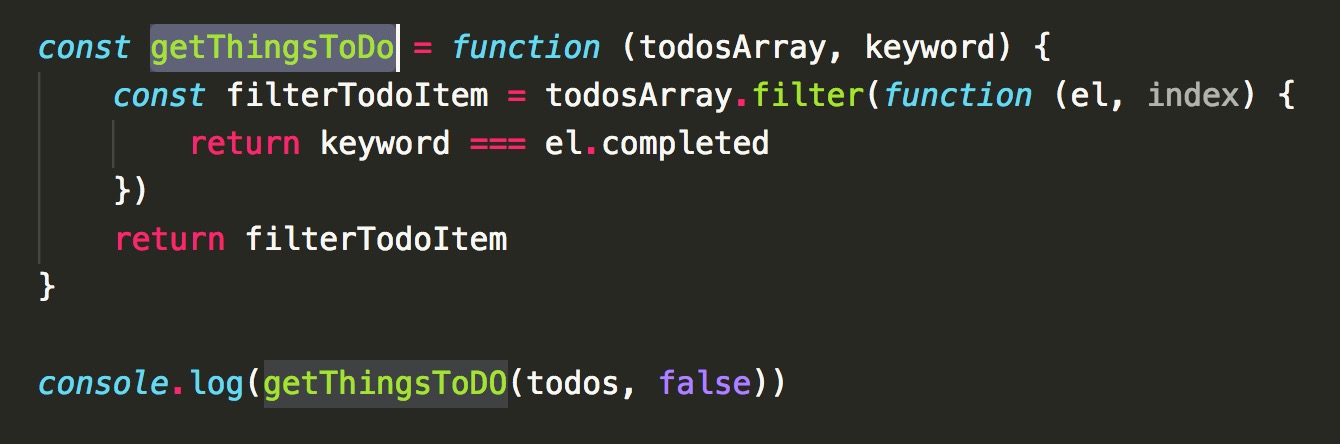 const getThingsToDo = function (todosArray, keyword) {
    const filterTodoItem = todosArray.filter(function (el, index) {
        return keyword === el.completed
    })
    return filterTodoItem
}
console.log(getThingsToDO(todos, false))